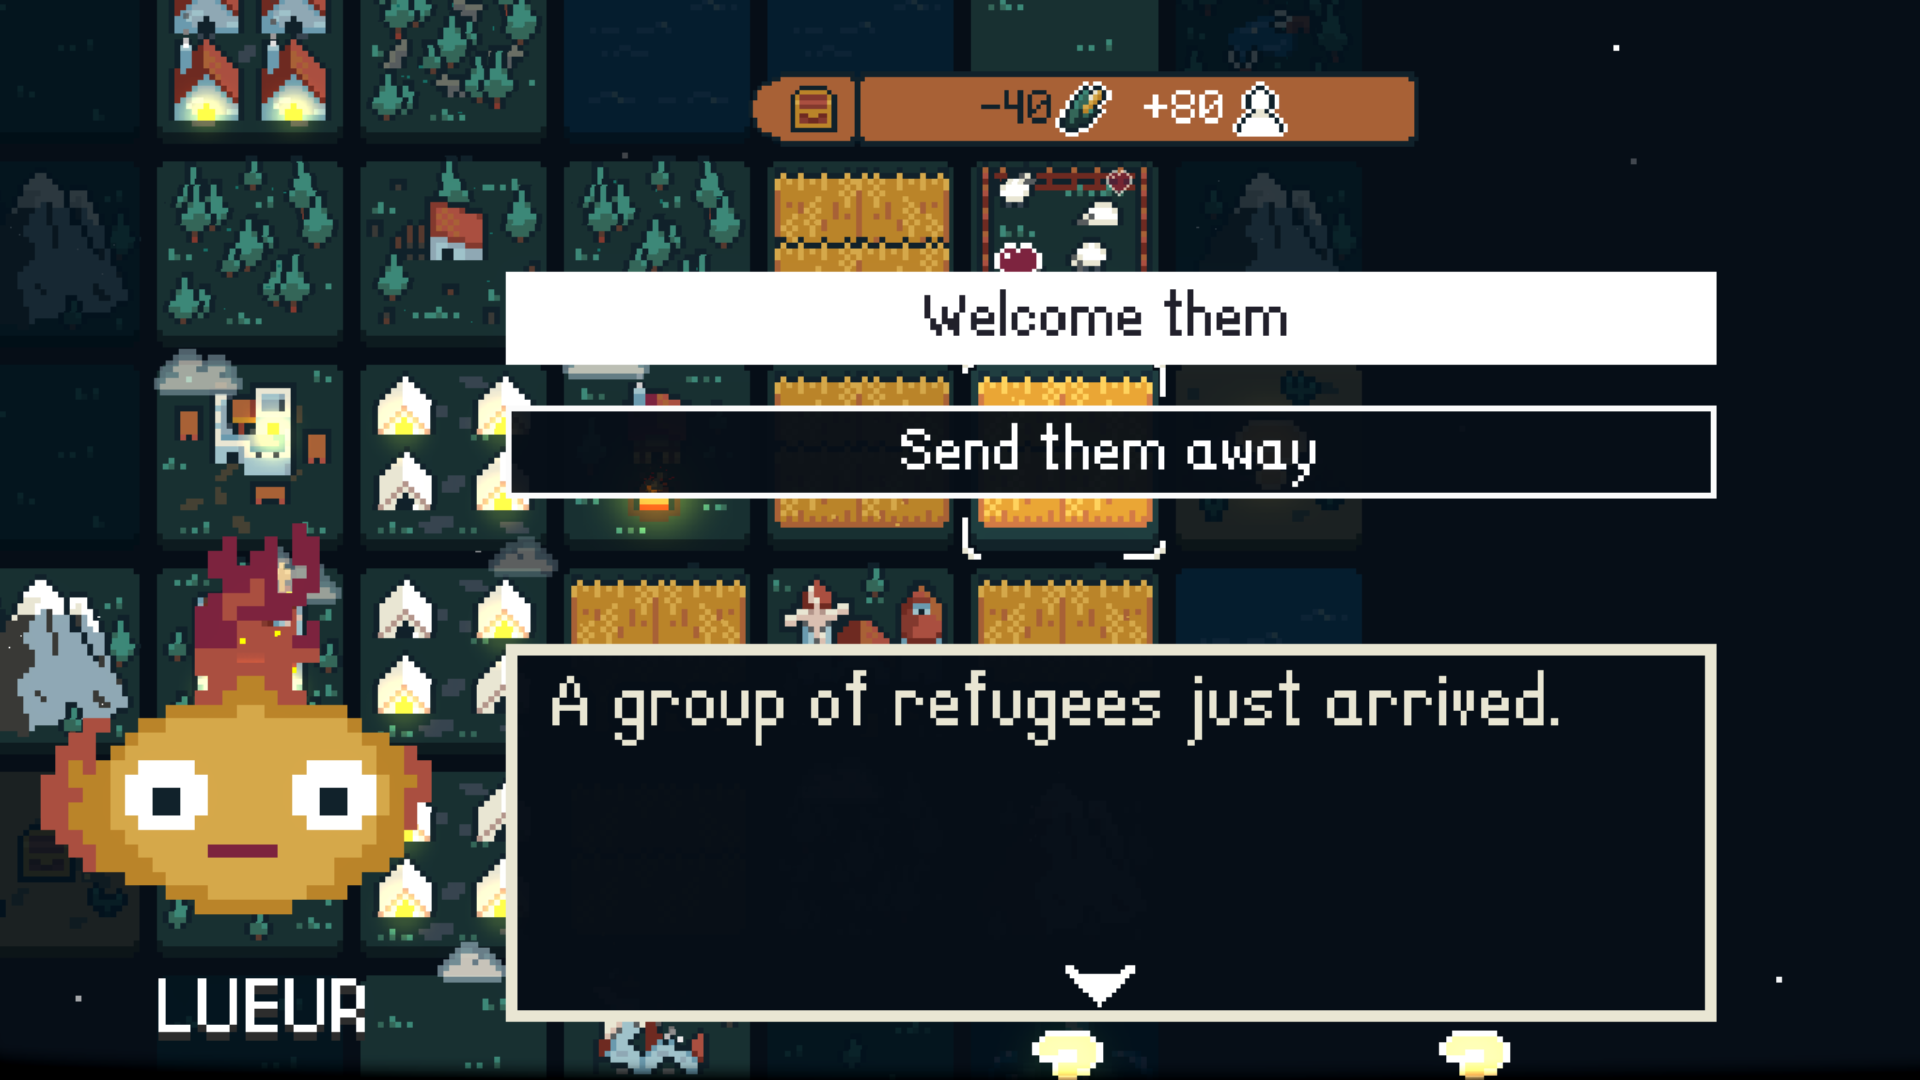 -40 +80
Welcome them
Send them away
A group of refugees just arrived.
LUEUR